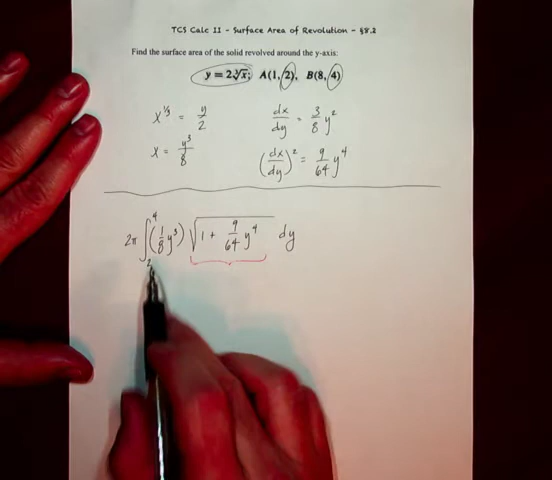 TCS Calc II - Surface Area of Revolution - §8.2
Find the surface area of the solid revolved around the y-axis:
y = 2∛x; A(1, 2), B(8, 4)
x^{1/3} = y/2 dx/dy = 3/8 y²
x = y³/8 (dx/dy)² = 9/64 y⁴
2π ∫₂⁴ (1/8 y³) √(1 + 9/64 y⁴) dy